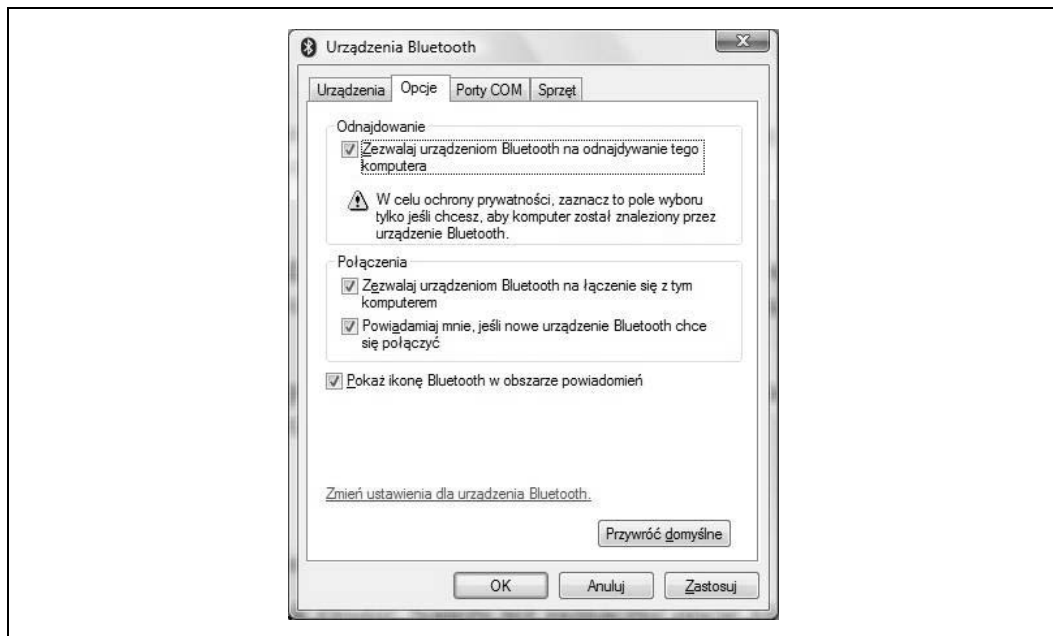 Urządzenia Bluetooth
Urządzenia Opcje Porty COM Sprzęt
Odnajdowanie
Zezwalaj urządzeniom Bluetooth na odnajdywanie tego
komputera
W celu ochrony prywatności, zaznacz to pole wyboru
tylko jeśli chcesz, aby komputer został znaleziony przez
urządzenie Bluetooth.
Połączenia
Zezwalaj urządzeniom Bluetooth na łączenie się z tym
komputerem
Powiadamiaj mnie, jeśli nowe urządzenie Bluetooth chce
się połączyć
Pokaż ikonę Bluetooth w obszarze powiadomień
Zmień ustawienia dla urządzenia Bluetooth.
Przywróć domyślne
OK Anuluj Zastosuj